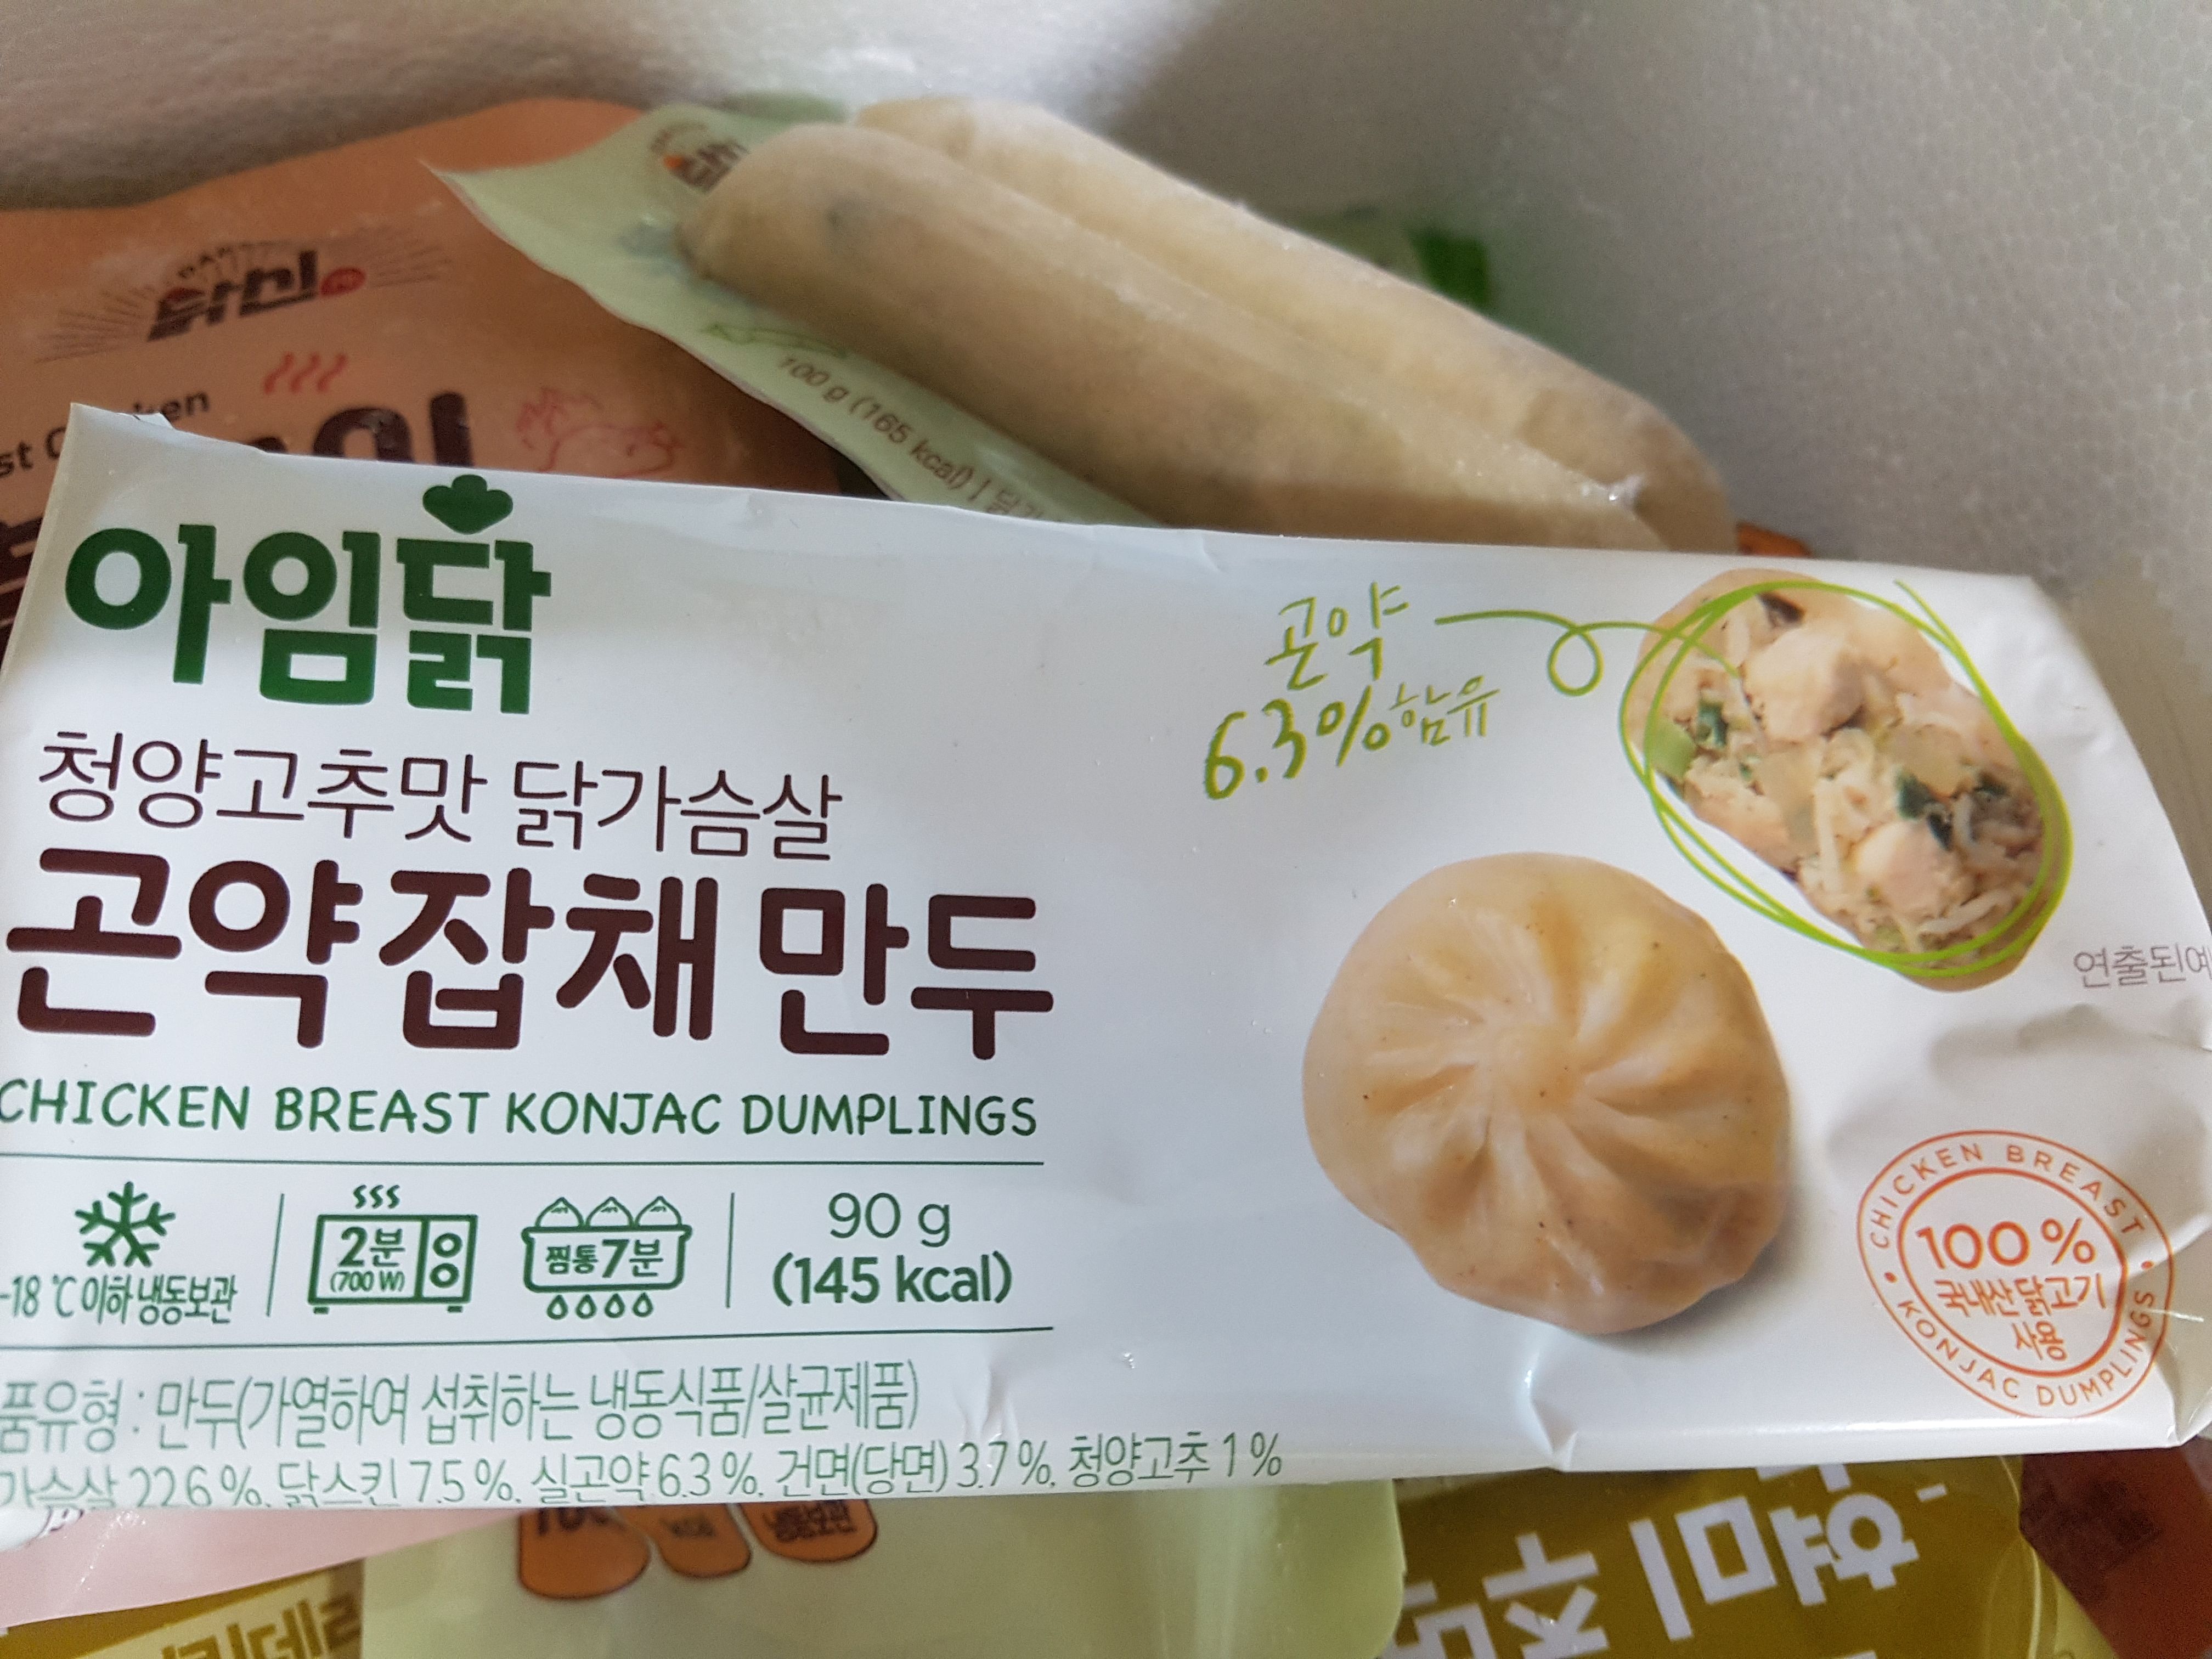 닭人
100 g (165 kcal) | 닭가
아임닭
청양고추맛 닭가슴살
곤약 잡채 만두
CHICKEN BREAST KONJAC DUMPLINGS
-18 ℃ 이하 냉동보관
2분
(700 W)
찜통 7분
90 g
(145 kcal)
품유형 : 만두(가열하여 섭취하는 냉동식품/살균제품)
가슴살 22.6 %, 닭스킨 7.5 %, 실곤약 6.3 %, 건면(당면) 3.7 %, 청양고추 1 %
곤약
6.3% 함유
연출된예
CHICKEN BREAST
100 %
국내산 닭고기
사용
KONJAC DUMPLINGS
현미